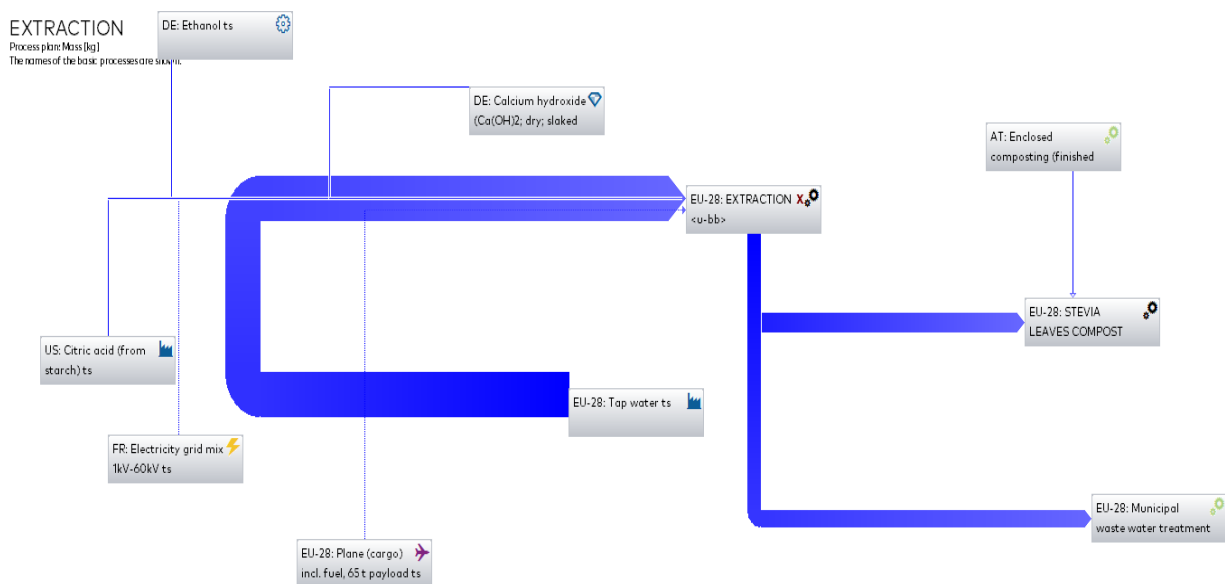 EXTRACTION
Process plan: Mass [kg]
The names of the basic processes are shown.
DE: Ethanol ts
DE: Calcium hydroxide
(Ca(OH)2; dry; slaked
AT: Enclosed
composting (finished
EU-28: EXTRACTION X
<u-bb>
EU-28: STEVIA
LEAVES COMPOST
US: Citric acid (from
starch) ts
EU-28: Tap water ts
FR: Electricity grid mix
1kV-60kV ts
EU-28: Municipal
waste water treatment
EU-28: Plane (cargo)
incl. fuel, 65t payload ts